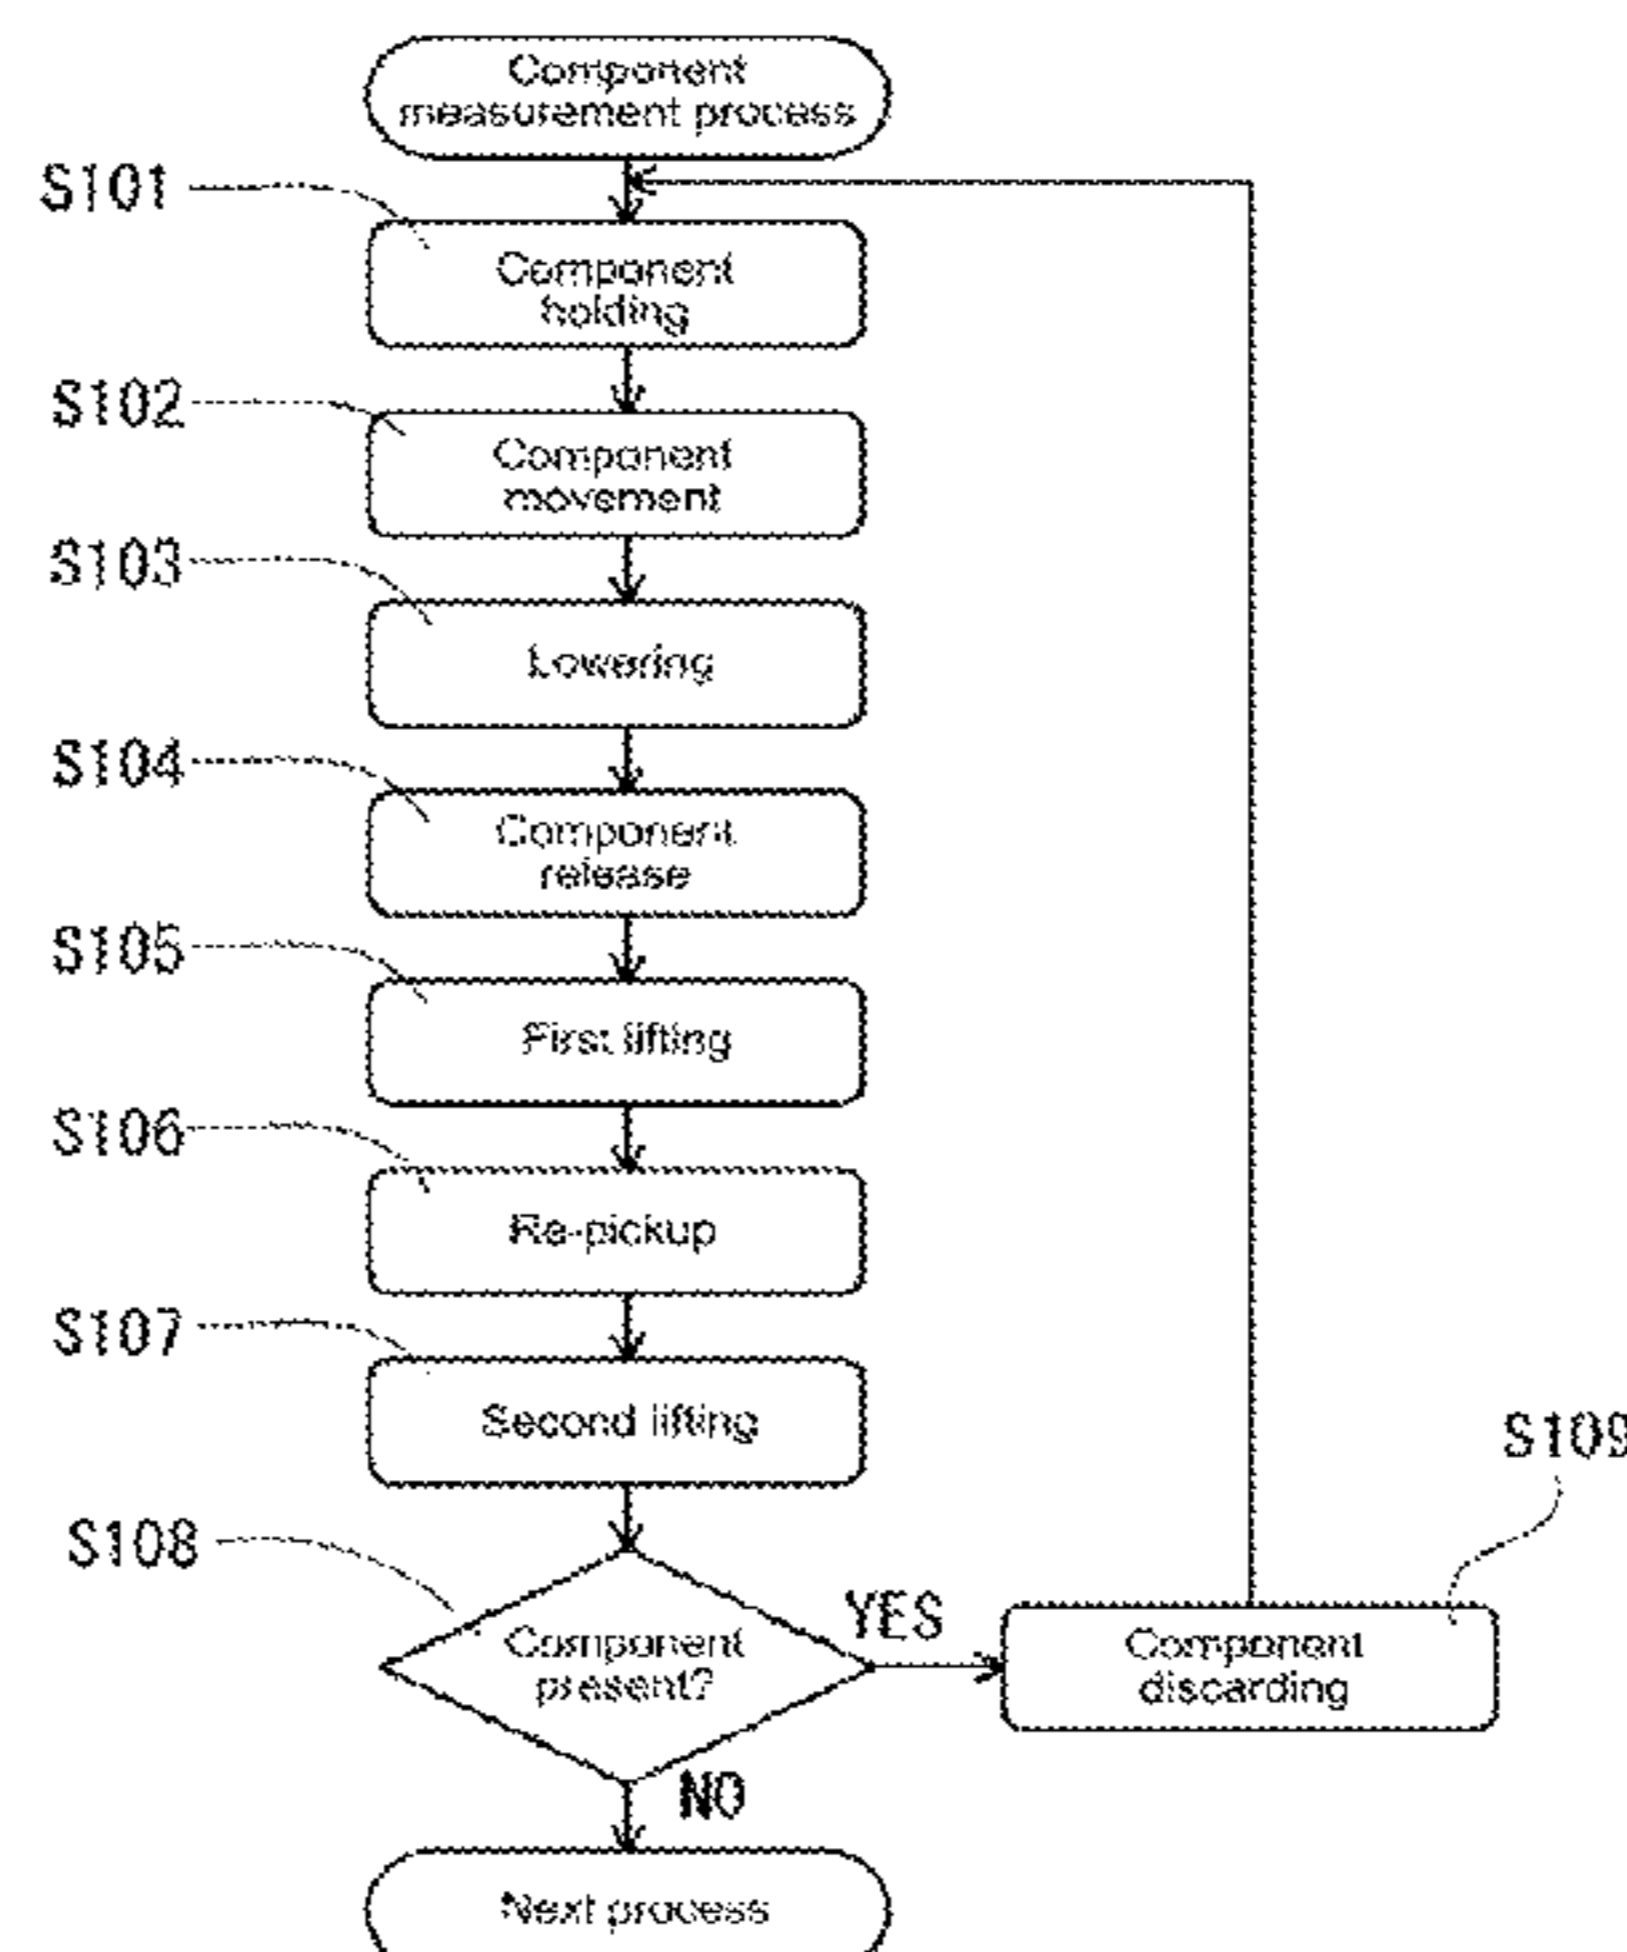 Component
measurement process
S101
Component
holding
S102
Component
movement
S103
Lowering
S104
Component
release
S105
First lifting
S106
Re-pickup
S107
Second lifting
S109
S108
Component
present?
YES
Component
discarding
NO
Next process